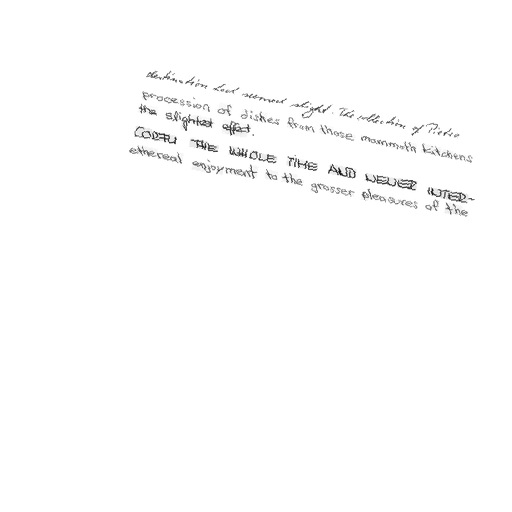 destination had seemed slight. The collection of Pietro
procession of dishes from those mammoth kitchens
the slightest effect.
THE WHOLE TIME AND NEVER INTER-
ethereal enjoyment to the grosser pleasures of the